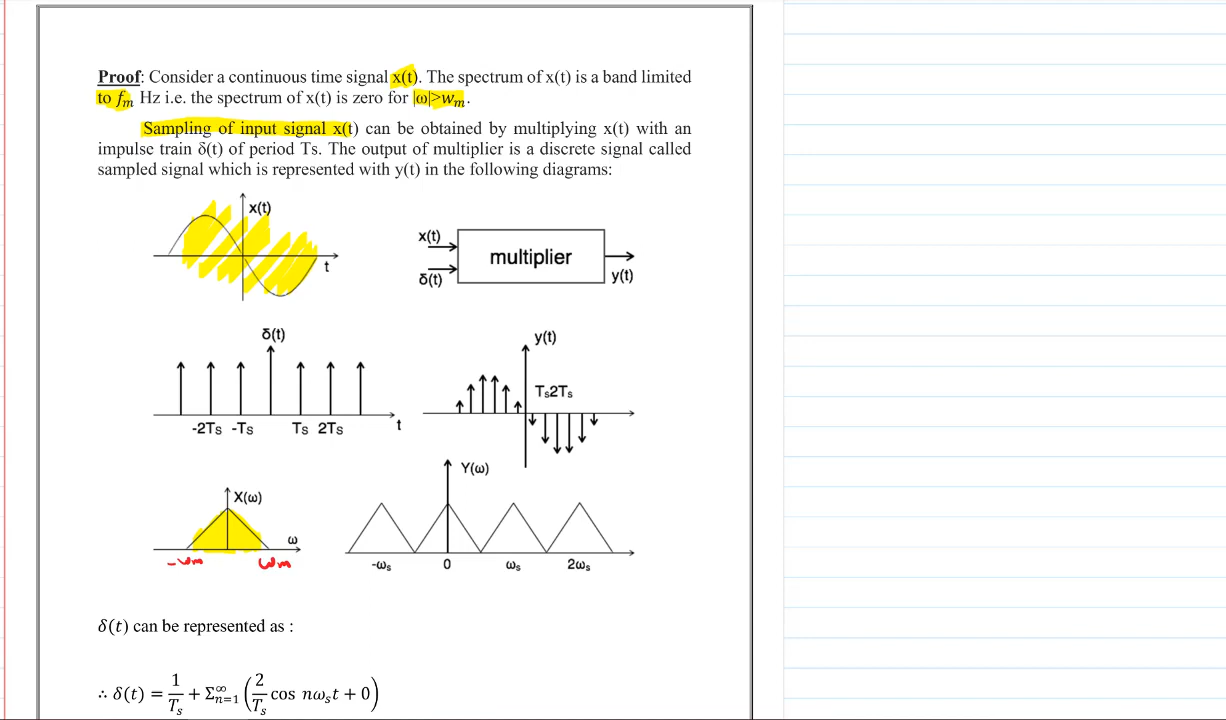 Proof: Consider a continuous time signal x(t). The spectrum of x(t) is a band limited
to fm Hz i.e. the spectrum of x(t) is zero for |ω|>wm.
Sampling of input signal x(t) can be obtained by multiplying x(t) with an
impulse train δ(t) of period Ts. The output of multiplier is a discrete signal called
sampled signal which is represented with y(t) in the following diagrams:
x(t)
t
x(t)
δ(t)
multiplier
y(t)
δ(t)
-2Ts -Ts Ts 2Ts t
y(t)
Ts2Ts
X(ω)
ω
-ωm ωm
Y(ω)
-ωs 0 ωs 2ωs
δ(t) can be represented as :
∴ δ(t) = 1/Ts + Σ∞n=1 (2/Ts cos nωst + 0)